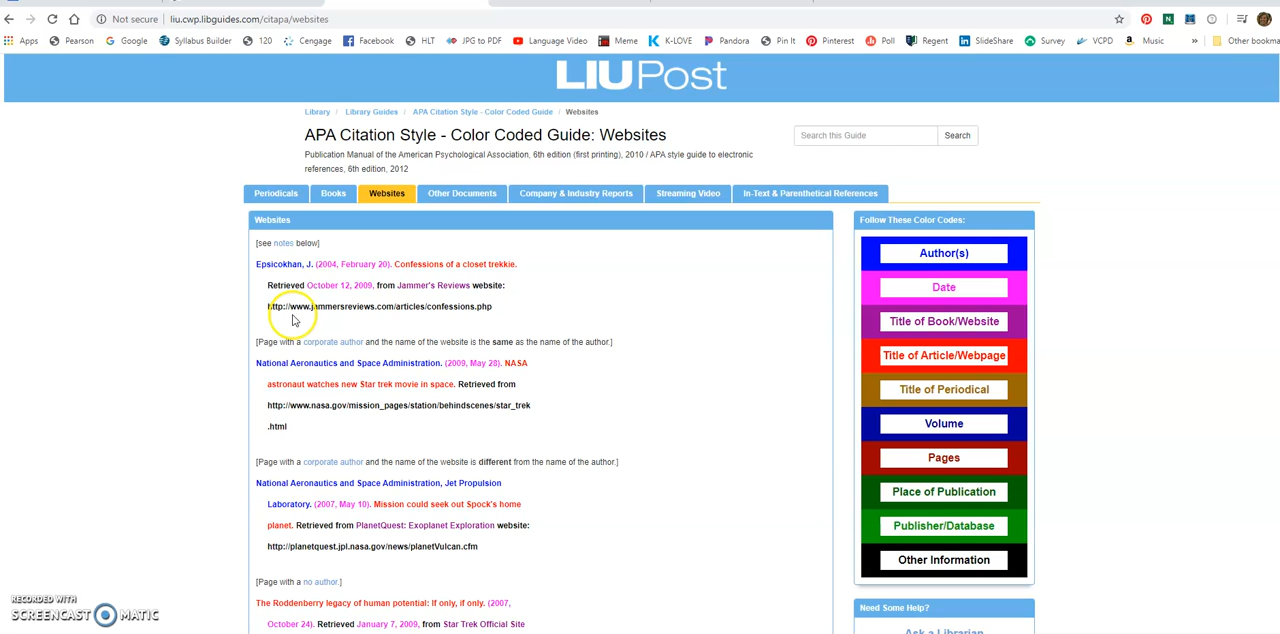 Not secure | liu.cwp.libguides.com/citapa/websites
Apps Pearson Google Syllabus Builder 120 Cengage Facebook HLT JPG to PDF Language Video Meme K-LOVE Pandora Pin It Pinterest Poll Regent SlideShare Survey VCPD Music » Other bookma
LIU Post
Library / Library Guides / APA Citation Style - Color Coded Guide / Websites
APA Citation Style - Color Coded Guide: Websites
Search this Guide Search
Publication Manual of the American Psychological Association, 6th edition (first printing), 2010 / APA style guide to electronic
references, 6th edition, 2012
Periodicals Books Websites Other Documents Company & Industry Reports Streaming Video In-Text & Parenthetical References
Websites
[see notes below]
Epsicokhan, J. (2004, February 20). Confessions of a closet trekkie.
Retrieved October 12, 2009, from Jammer's Reviews website:
http://www.jammersreviews.com/articles/confessions.php
[Page with a corporate author and the name of the website is the same as the name of the author.]
National Aeronautics and Space Administration. (2009, May 28). NASA
astronaut watches new Star trek movie in space. Retrieved from
http://www.nasa.gov/mission_pages/station/behindscenes/star_trek
.html
[Page with a corporate author and the name of the website is different from the name of the author.]
National Aeronautics and Space Administration, Jet Propulsion
Laboratory. (2007, May 10). Mission could seek out Spock's home
planet. Retrieved from PlanetQuest: Exoplanet Exploration website:
http://planetquest.jpl.nasa.gov/news/planetVulcan.cfm
[Page with a no author.]
The Roddenberry legacy of human potential: If only, if only. (2007,
October 24). Retrieved January 7, 2009, from Star Trek Official Site
Follow These Color Codes:
Author(s)
Date
Title of Book/Website
Title of Article/Webpage
Title of Periodical
Volume
Pages
Place of Publication
Publisher/Database
Other Information
Need Some Help?
Ask a Librarian
RECORDED WITH
SCREENCAST MATIC